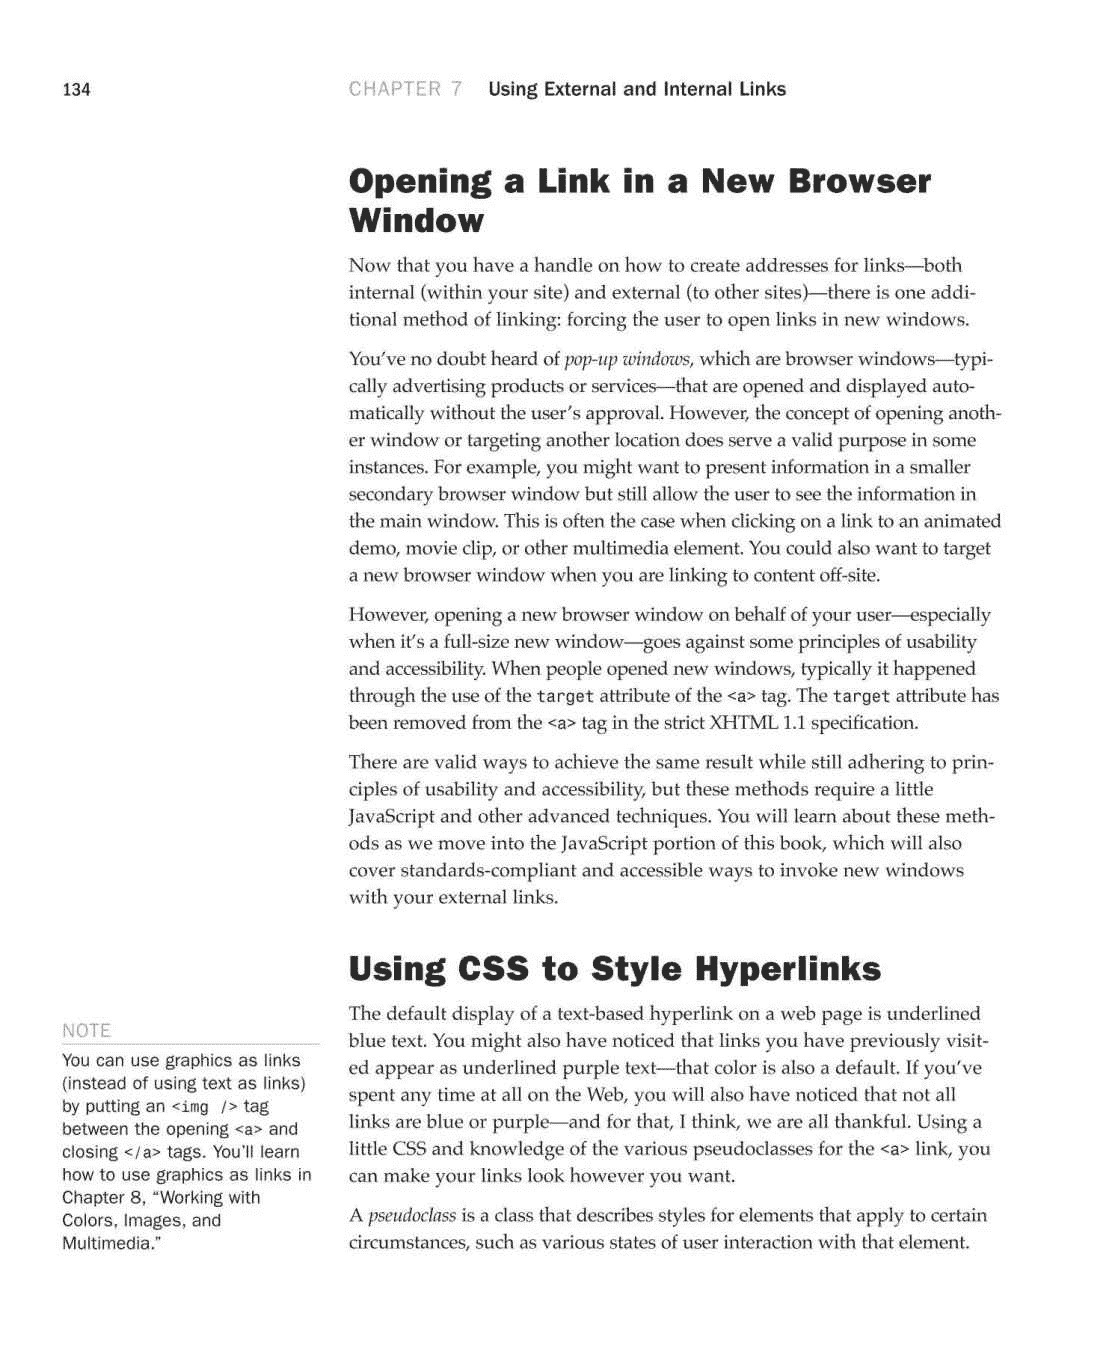 134
CHAPTER 7 Using External and Internal Links
Opening a Link in a New Browser
Window
Now that you have a handle on how to create addresses for links—both
internal (within your site) and external (to other sites)—there is one addi-
tional method of linking: forcing the user to open links in new windows.
You've no doubt heard of pop-up windows, which are browser windows—typi-
cally advertising products or services—that are opened and displayed auto-
matically without the user's approval. However, the concept of opening anoth-
er window or targeting another location does serve a valid purpose in some
instances. For example, you might want to present information in a smaller
secondary browser window but still allow the user to see the information in
the main window. This is often the case when clicking on a link to an animated
demo, movie clip, or other multimedia element. You could also want to target
a new browser window when you are linking to content off-site.
However, opening a new browser window on behalf of your user—especially
when it's a full-size new window—goes against some principles of usability
and accessibility. When people opened new windows, typically it happened
through the use of the target attribute of the <a> tag. The target attribute has
been removed from the <a> tag in the strict XHTML 1.1 specification.
There are valid ways to achieve the same result while still adhering to prin-
ciples of usability and accessibility, but these methods require a little
JavaScript and other advanced techniques. You will learn about these meth-
ods as we move into the JavaScript portion of this book, which will also
cover standards-compliant and accessible ways to invoke new windows
with your external links.
Using CSS to Style Hyperlinks
The default display of a text-based hyperlink on a web page is underlined
blue text. You might also have noticed that links you have previously visit-
ed appear as underlined purple text—that color is also a default. If you've
spent any time at all on the Web, you will also have noticed that not all
links are blue or purple—and for that, I think, we are all thankful. Using a
little CSS and knowledge of the various pseudoclasses for the <a> link, you
can make your links look however you want.
A pseudoclass is a class that describes styles for elements that apply to certain
circumstances, such as various states of user interaction with that element.
NOTE
You can use graphics as links
(instead of using text as links)
by putting an <img /> tag
between the opening <a> and
closing </a> tags. You'll learn
how to use graphics as links in
Chapter 8, "Working with
Colors, Images, and
Multimedia."